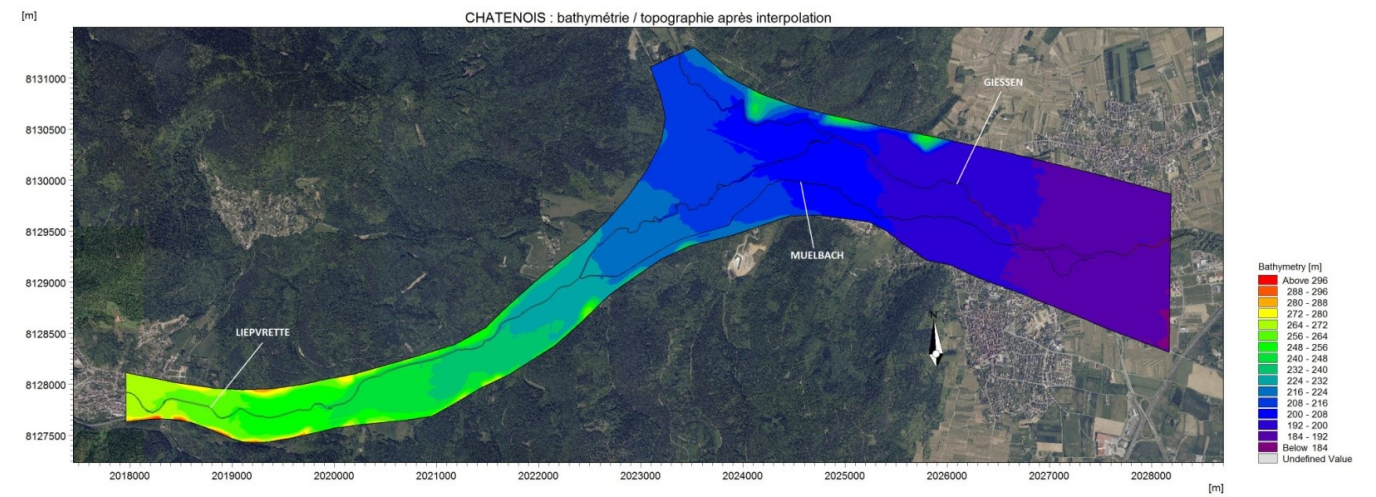 [m]
CHATENOIS : bathymétrie / topographie après interpolation
8131000
8130500
8130000
8129500
8129000
8128500
8128000
8127500
GIESSEN
MUELBACH
LIEPVRETTE
N
2018000 2019000 2020000 2021000 2022000 2023000 2024000 2025000 2026000 2027000 2028000
[m]
Bathymetry [m]
Above 296
288 - 296
280 - 288
272 - 280
264 - 272
256 - 264
248 - 256
240 - 248
232 - 240
224 - 232
216 - 224
208 - 216
200 - 208
192 - 200
184 - 192
Below 184
Undefined Value